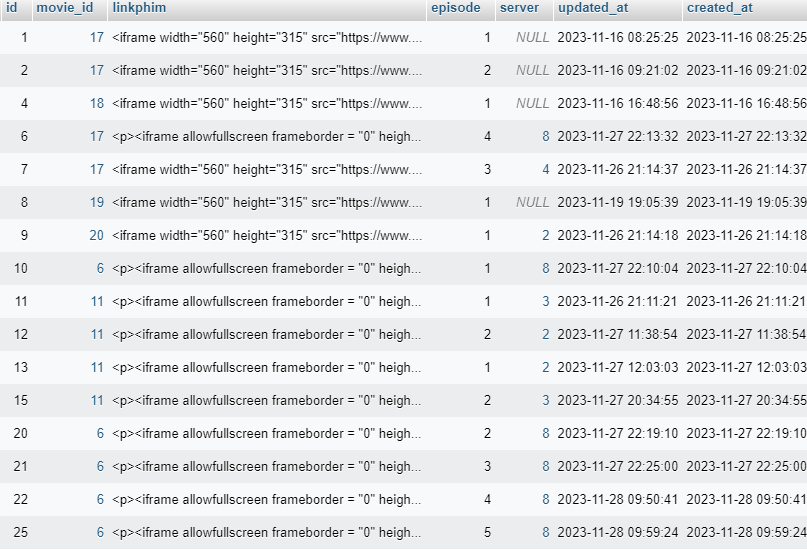 id movie_id linkphim episode server updated_at created_at
1 17 <iframe width="560" height="315" src="https://www.... 1 NULL 2023-11-16 08:25:25 2023-11-16 08:25:25
2 17 <iframe width="560" height="315" src="https://www.... 2 NULL 2023-11-16 09:21:02 2023-11-16 09:21:02
4 18 <iframe width="560" height="315" src="https://www.... 1 NULL 2023-11-16 16:48:56 2023-11-16 16:48:56
6 17 <p><iframe allowfullscreen frameborder = "0" heigh... 4 8 2023-11-27 22:13:32 2023-11-27 22:13:32
7 17 <iframe width="560" height="315" src="https://www.... 3 4 2023-11-26 21:14:37 2023-11-26 21:14:37
8 19 <iframe width="560" height="315" src="https://www.... 1 NULL 2023-11-19 19:05:39 2023-11-19 19:05:39
9 20 <iframe width="560" height="315" src="https://www.... 1 2 2023-11-26 21:14:18 2023-11-26 21:14:18
10 6 <p><iframe allowfullscreen frameborder = "0" heigh... 1 8 2023-11-27 22:10:04 2023-11-27 22:10:04
11 11 <p><iframe allowfullscreen frameborder = "0" heigh... 1 3 2023-11-26 21:11:21 2023-11-26 21:11:21
12 11 <p><iframe allowfullscreen frameborder = "0" heigh... 2 2 2023-11-27 11:38:54 2023-11-27 11:38:54
13 11 <p><iframe allowfullscreen frameborder = "0" heigh... 1 2 2023-11-27 12:03:03 2023-11-27 12:03:03
15 11 <p><iframe allowfullscreen frameborder = "0" heigh... 2 3 2023-11-27 20:34:55 2023-11-27 20:34:55
20 6 <p><iframe allowfullscreen frameborder = "0" heigh... 2 8 2023-11-27 22:19:10 2023-11-27 22:19:10
21 6 <p><iframe allowfullscreen frameborder = "0" heigh... 3 8 2023-11-27 22:25:00 2023-11-27 22:25:00
22 6 <p><iframe allowfullscreen frameborder = "0" heigh... 4 8 2023-11-28 09:50:41 2023-11-28 09:50:41
25 6 <p><iframe allowfullscreen frameborder = "0" heigh... 5 8 2023-11-28 09:59:24 2023-11-28 09:59:24